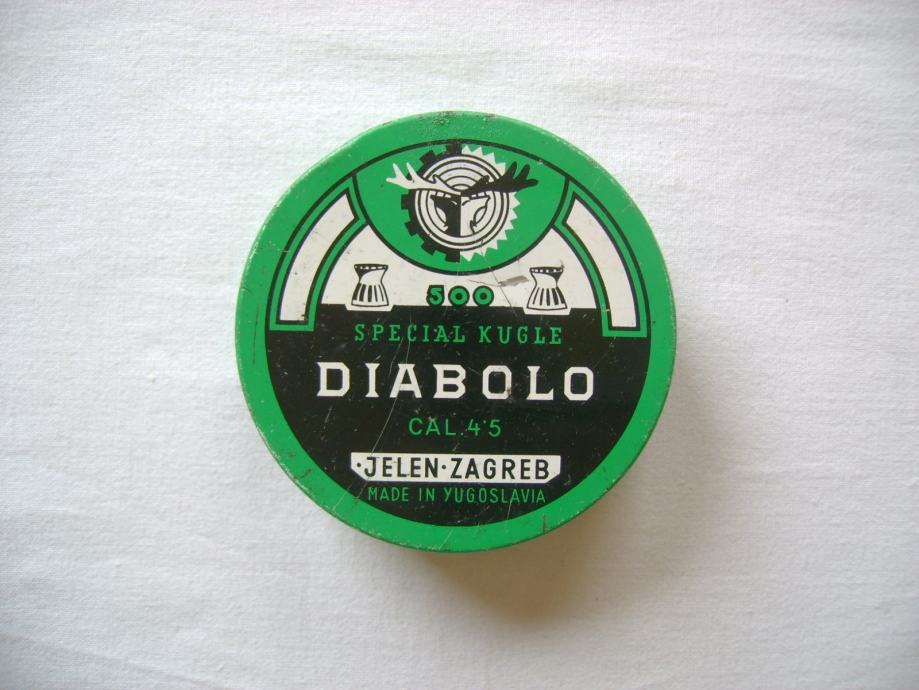 500
SPECIAL KUGLE
DIABOLO
CAL. 4·5
·JELEN·ZAGREB
MADE IN YUGOSLAVIA